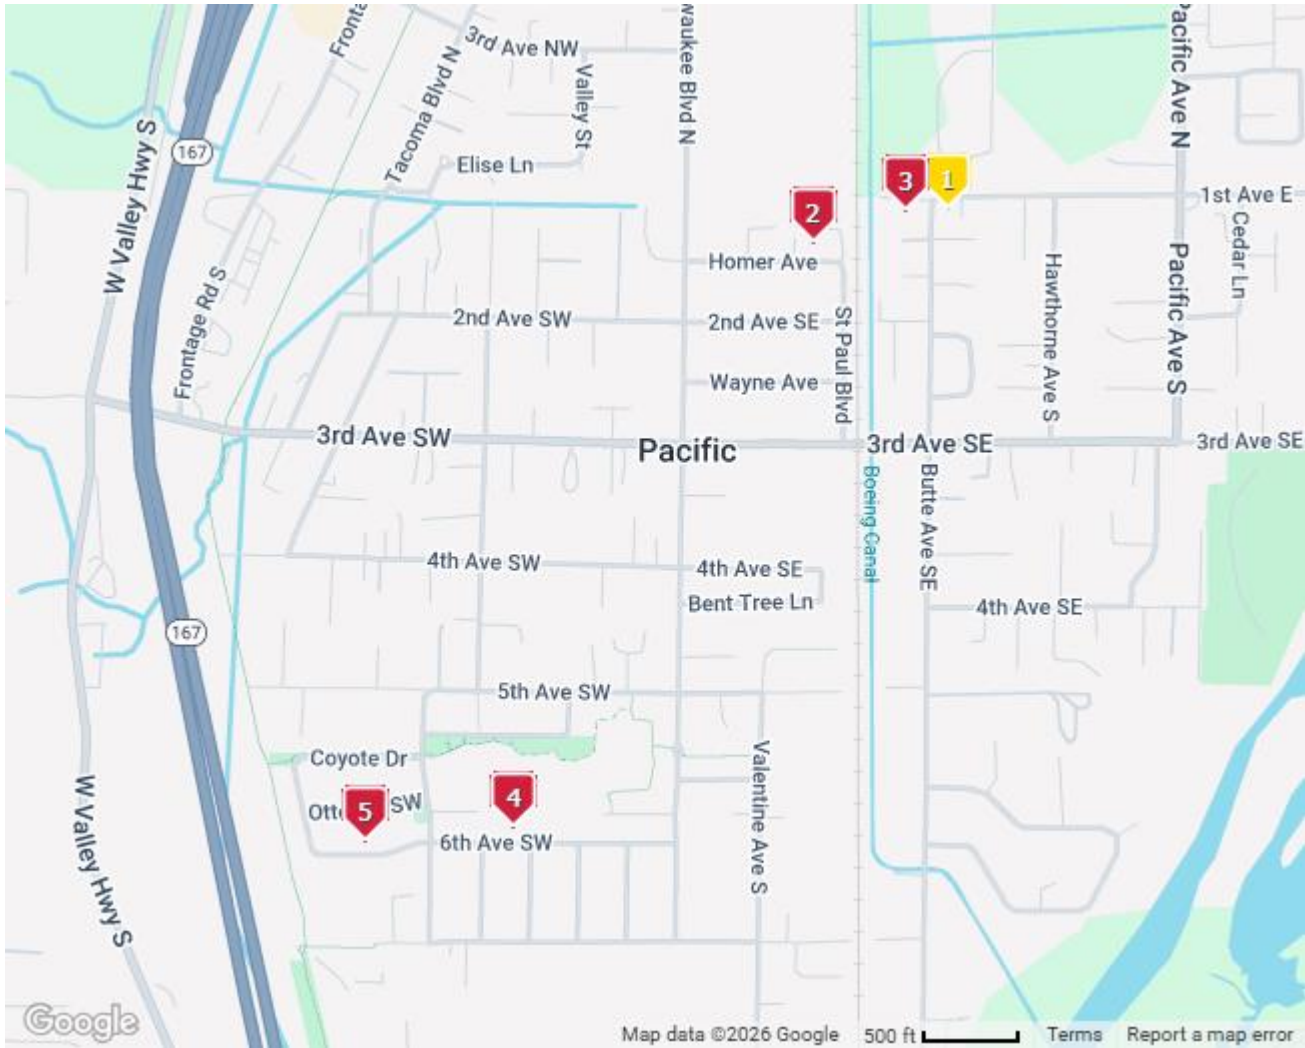 Pacific Ave N
Fronta
3rd Ave NW
waukee Blvd N
Tacoma Blvd N
Valley St
167
W Valley Hwy S
Elise Ln
3
1
1st Ave E
2
Cedar Ln
Homer Ave
Frontage Rd S
Hawthorne Ave S
Pacific Ave S
2nd Ave SW
2nd Ave SE
St Paul Blvd
Wayne Ave
3rd Ave SW
Pacific
3rd Ave SE
3rd Ave SE
Boeing Canal
Butte Ave SE
4th Ave SW
4th Ave SE
Bent Tree Ln
4th Ave SE
167
5th Ave SW
Coyote Dr
Valentine Ave S
4
5
Otte SW
6th Ave SW
W Valley Hwy S
Google
Map data ©2026 Google
500 ft
Terms
Report a map error